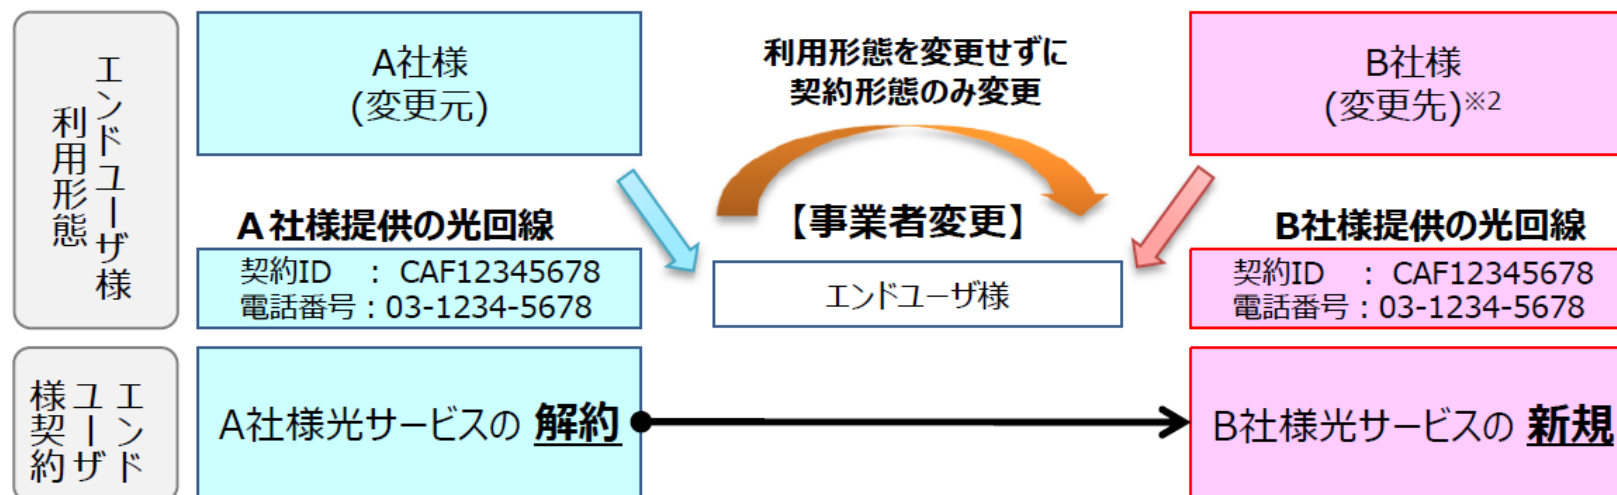 エンドユーザ様
利用形態
A社様
(変更元)
利用形態を変更せずに
契約形態のみ変更
B社様
(変更先)※2
A社様提供の光回線
契約ID : CAF12345678
電話番号：03-1234-5678
【事業者変更】
エンドユーザ様
B社様提供の光回線
契約ID : CAF12345678
電話番号：03-1234-5678
エンド
ユーザ
様契約
A社様光サービスの 解約
B社様光サービスの 新規